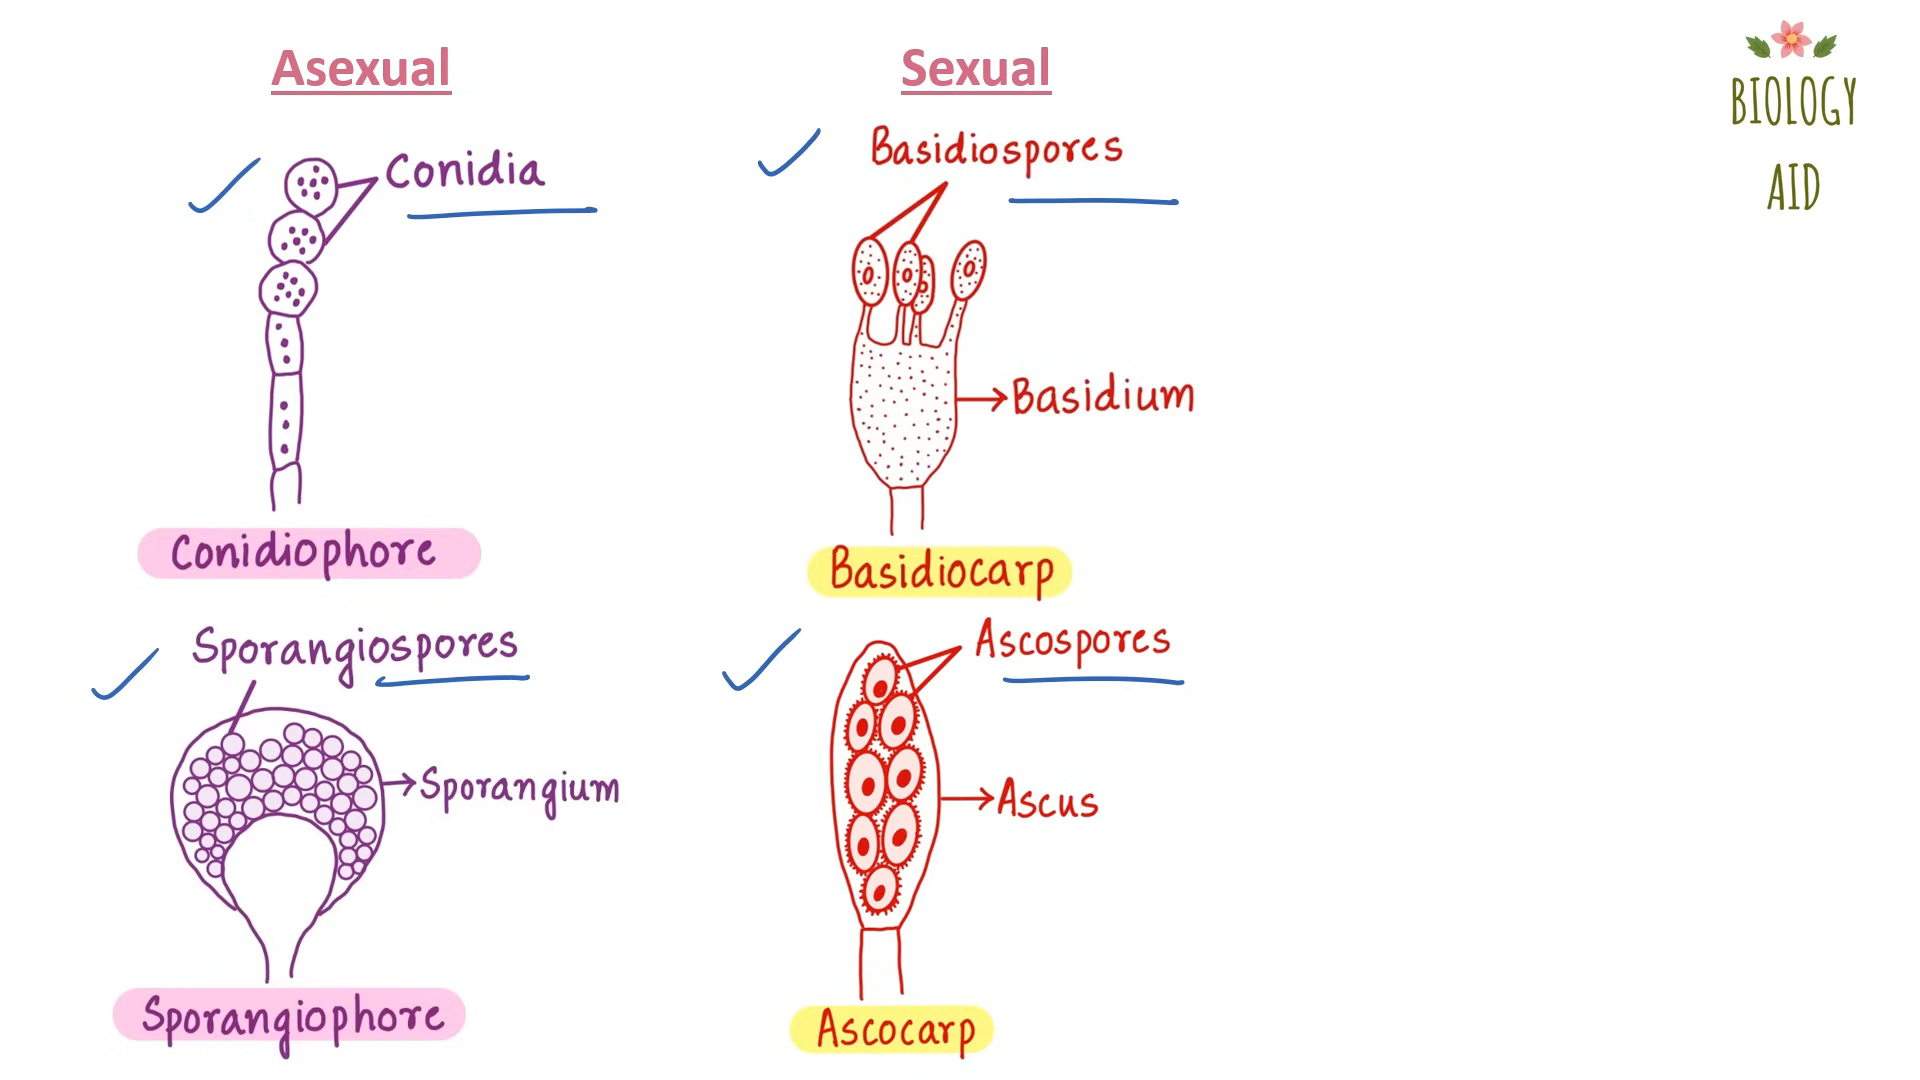 Asexual
Conidia
Conidiophore
Sporangiospores
Sporangium
Sporangiophore
Sexual
Basidiospores
Basidium
Basidiocarp
Ascospores
Ascus
Ascocarp
BIOLOGY
AID